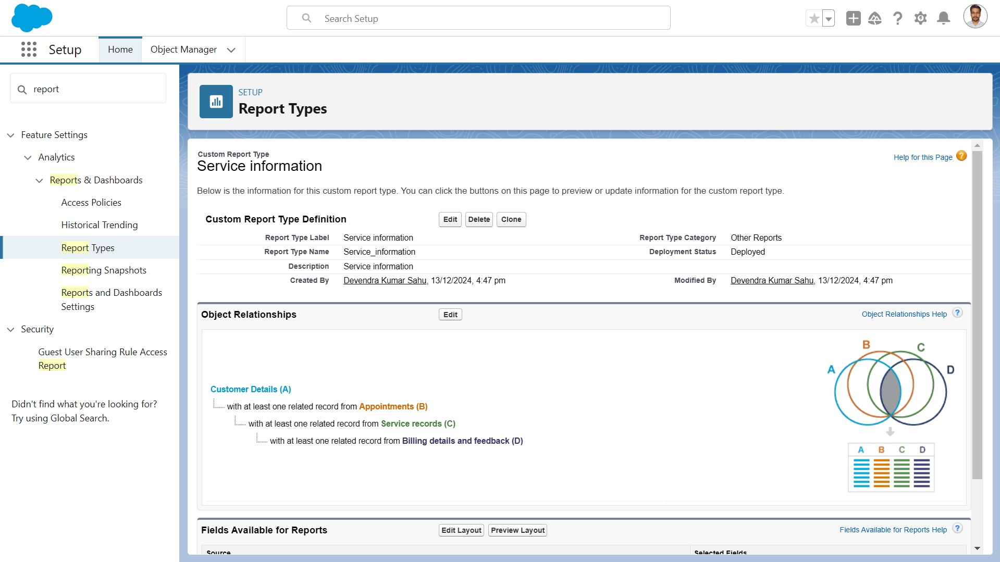 Search Setup
Setup
Home
Object Manager
report
Feature Settings
Analytics
Reports & Dashboards
Access Policies
Historical Trending
Report Types
Reporting Snapshots
Reports and Dashboards
Settings
Security
Guest User Sharing Rule Access
Report
Didn't find what you're looking for?
Try using Global Search.
SETUP
Report Types
Custom Report Type
Service information
Help for this Page ?
Below is the information for this custom report type. You can click the buttons on this page to preview or update information for the custom report type.
Custom Report Type Definition Edit Delete Clone
Report Type Label Service information Report Type Category Other Reports
Report Type Name Service_information Deployment Status Deployed
Description Service information
Created By Devendra Kumar Sahu, 13/12/2024, 4:47 pm Modified By Devendra Kumar Sahu, 13/12/2024, 4:47 pm
Object Relationships Edit Object Relationships Help ?
Customer Details (A)
with at least one related record from Appointments (B)
with at least one related record from Service records (C)
with at least one related record from Billing details and feedback (D)
A B C D
A B C D
Fields Available for Reports Edit Layout Preview Layout Fields Available for Reports Help ?
Source Selected Fields